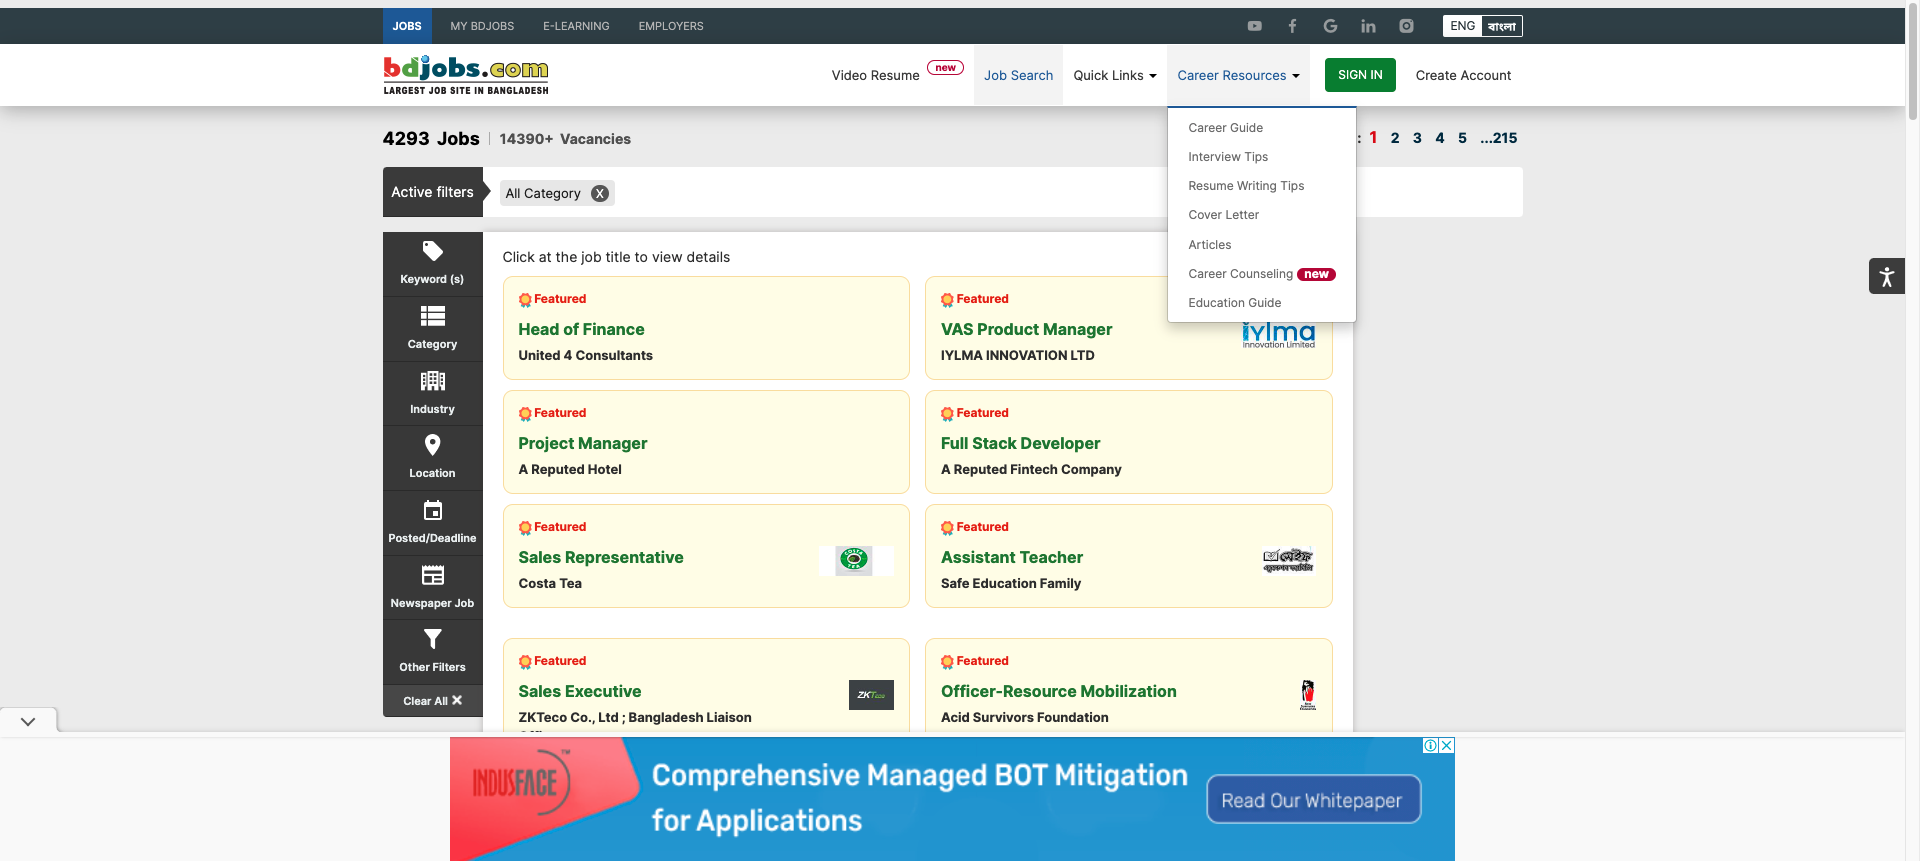 JOBS MY BDJOBS E-LEARNING EMPLOYERS ENG বাংলা
bdjobs.com
LARGEST JOB SITE IN BANGLADESH
Video Resume new Job Search Quick Links Career Resources SIGN IN Create Account
Career Guide
Interview Tips
Resume Writing Tips
Cover Letter
Articles
Career Counseling new
Education Guide
4293 Jobs 14390+ Vacancies : 1 2 3 4 5 ...215
Active filters All Category X
Keyword (s)
Category
Industry
Location
Posted/Deadline
Newspaper Job
Other Filters
Clear All ✕
Click at the job title to view details
Featured
Head of Finance
United 4 Consultants
Featured
VAS Product Manager
IYLMA INNOVATION LTD
iylma
Innovation Limited
Featured
Project Manager
A Reputed Hotel
Featured
Full Stack Developer
A Reputed Fintech Company
Featured
Sales Representative
Costa Tea
COSTA
TEA
Featured
Assistant Teacher
Safe Education Family
Featured
Sales Executive
ZKTeco Co., Ltd ; Bangladesh Liaison
Featured
Officer-Resource Mobilization
Acid Survivors Foundation
INDUSFACE™
Comprehensive Managed BOT Mitigation
for Applications
Read Our Whitepaper